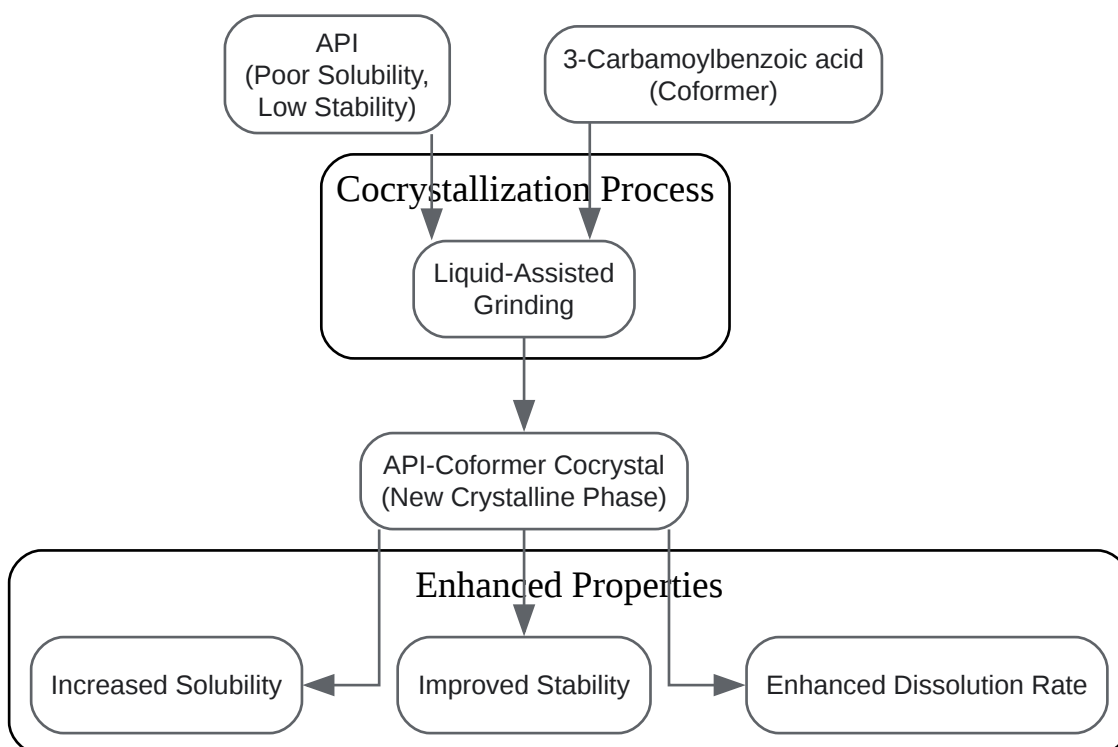 API
(Poor Solubility,
Low Stability)
3-Carbamoylbenzoic acid
(Coformer)
Cocrystallization Process
Liquid-Assisted
Grinding
API-Coformer Cocrystal
(New Crystalline Phase)
Enhanced Properties
Increased Solubility
Improved Stability
Enhanced Dissolution Rate